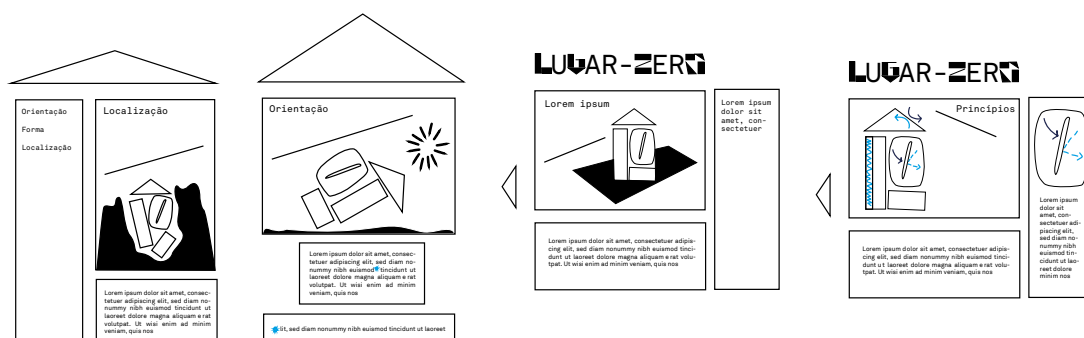 Orientação
Forma
Localização
Localização
Lorem ipsum dolor sit amet, consec-
tetuer adipiscing elit, sed diam no-
nummy nibh euismod tincidunt ut
laoreet dolore magna aliquam e rat
volutpat. Ut wisi enim ad minim
veniam, quis nos
Orientação
Lorem ipsum dolor sit amet, consec-
tetuer adipiscing elit, sed diam no-
nummy nibh euismod tincidunt ut
laoreet dolore magna aliquam e rat
volutpat. Ut wisi enim ad minim
veniam, quis nos
lit, sed diam nonummy nibh euismod tincidunt ut laoreet
LUGAR-ZERO
Lorem ipsum
Lorem ipsum
dolor sit
amet, con-
sectetuer
Lorem ipsum dolor sit amet, consectetuer adipis-
cing elit, sed diam nonummy nibh euismod tinci-
dunt ut laoreet dolore magna aliquam erat volu-
tpat. Ut wisi enim ad minim veniam, quis nos
LUGAR-ZERO
Princípios
Lorem ipsum dolor sit amet, consectetuer adipis-
cing elit, sed diam nonummy nibh euismod tinci-
dunt ut laoreet dolore magna aliquam erat volu-
tpat. Ut wisi enim ad minim veniam, quis nos
Lorem ipsum
dolor sit
amet, con-
sectetuer adi-
piscing elit,
sed diam no-
nummy nibh
euismod tin-
cidunt ut lao-
reet dolore
minim nos